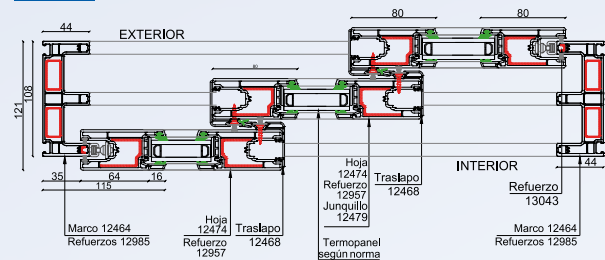 80
80
44
EXTERIOR
80
121
108
INTERIOR
44
35
64
16
115
Marco 12464
Refuerzos 12985
Hoja
12474
Refuerzo
12957
Traslapo
12468
Hoja
12474
Refuerzo
12957
Junquillo
12479
Termopanel
según norma
Traslapo
12468
Refuerzo
13043
Marco 12464
Refuerzos 12985